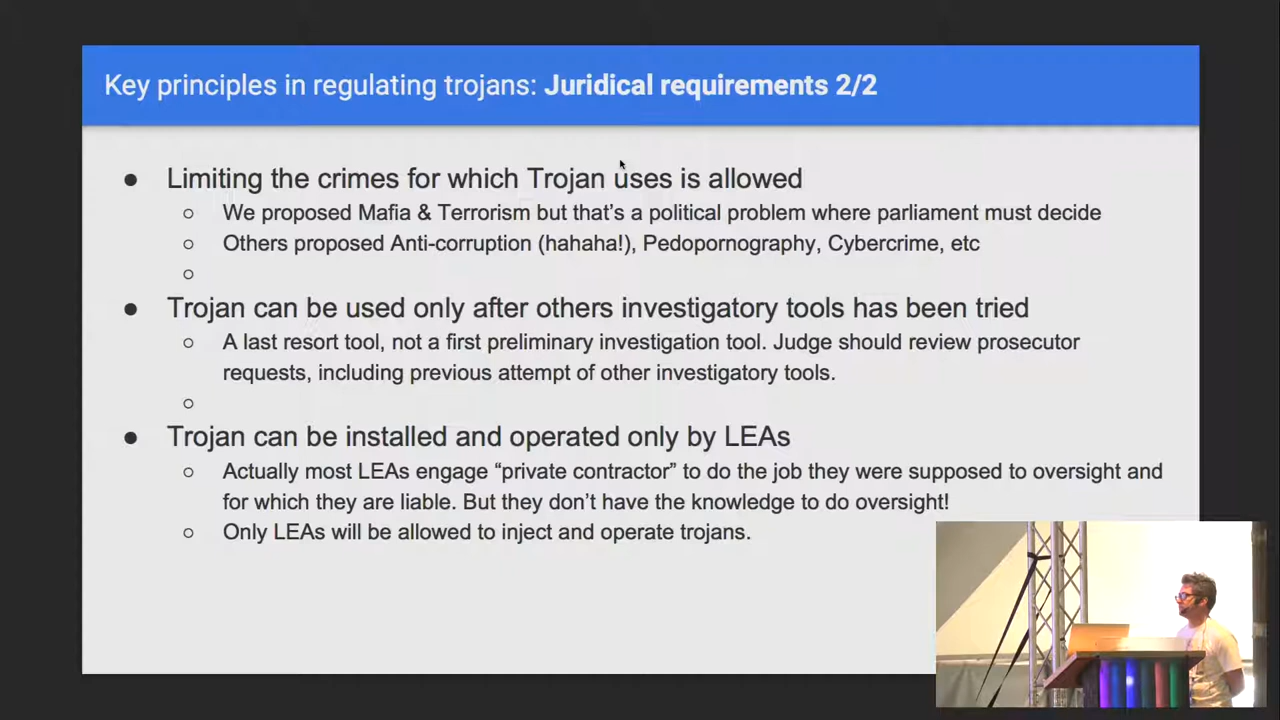 Key principles in regulating trojans: Juridical requirements 2/2
● Limiting the crimes for which Trojan uses is allowed
○ We proposed Mafia & Terrorism but that's a political problem where parliament must decide
○ Others proposed Anti-corruption (hahaha!), Pedopornography, Cybercrime, etc
○
● Trojan can be used only after others investigatory tools has been tried
○ A last resort tool, not a first preliminary investigation tool. Judge should review prosecutor
requests, including previous attempt of other investigatory tools.
○
● Trojan can be installed and operated only by LEAs
○ Actually most LEAs engage “private contractor” to do the job they were supposed to oversight and
for which they are liable. But they don't have the knowledge to do oversight!
○ Only LEAs will be allowed to inject and operate trojans.